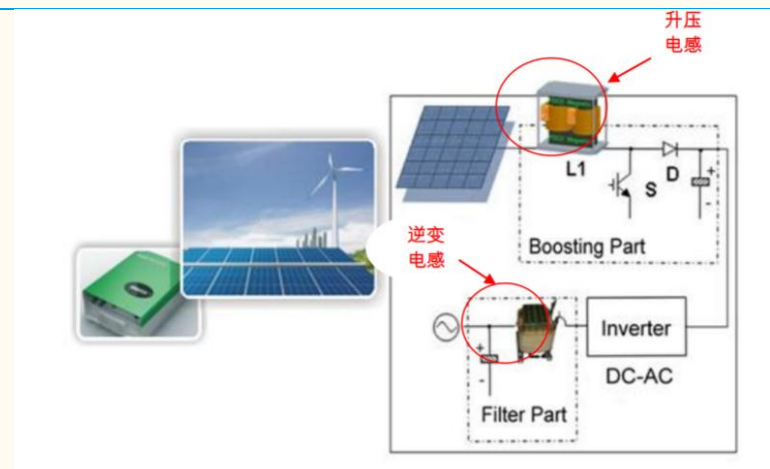 升压
电感
L1
D
S
+
-
Boosting Part
逆变
电感
Inverter
+
-
DC-AC
Filter Part